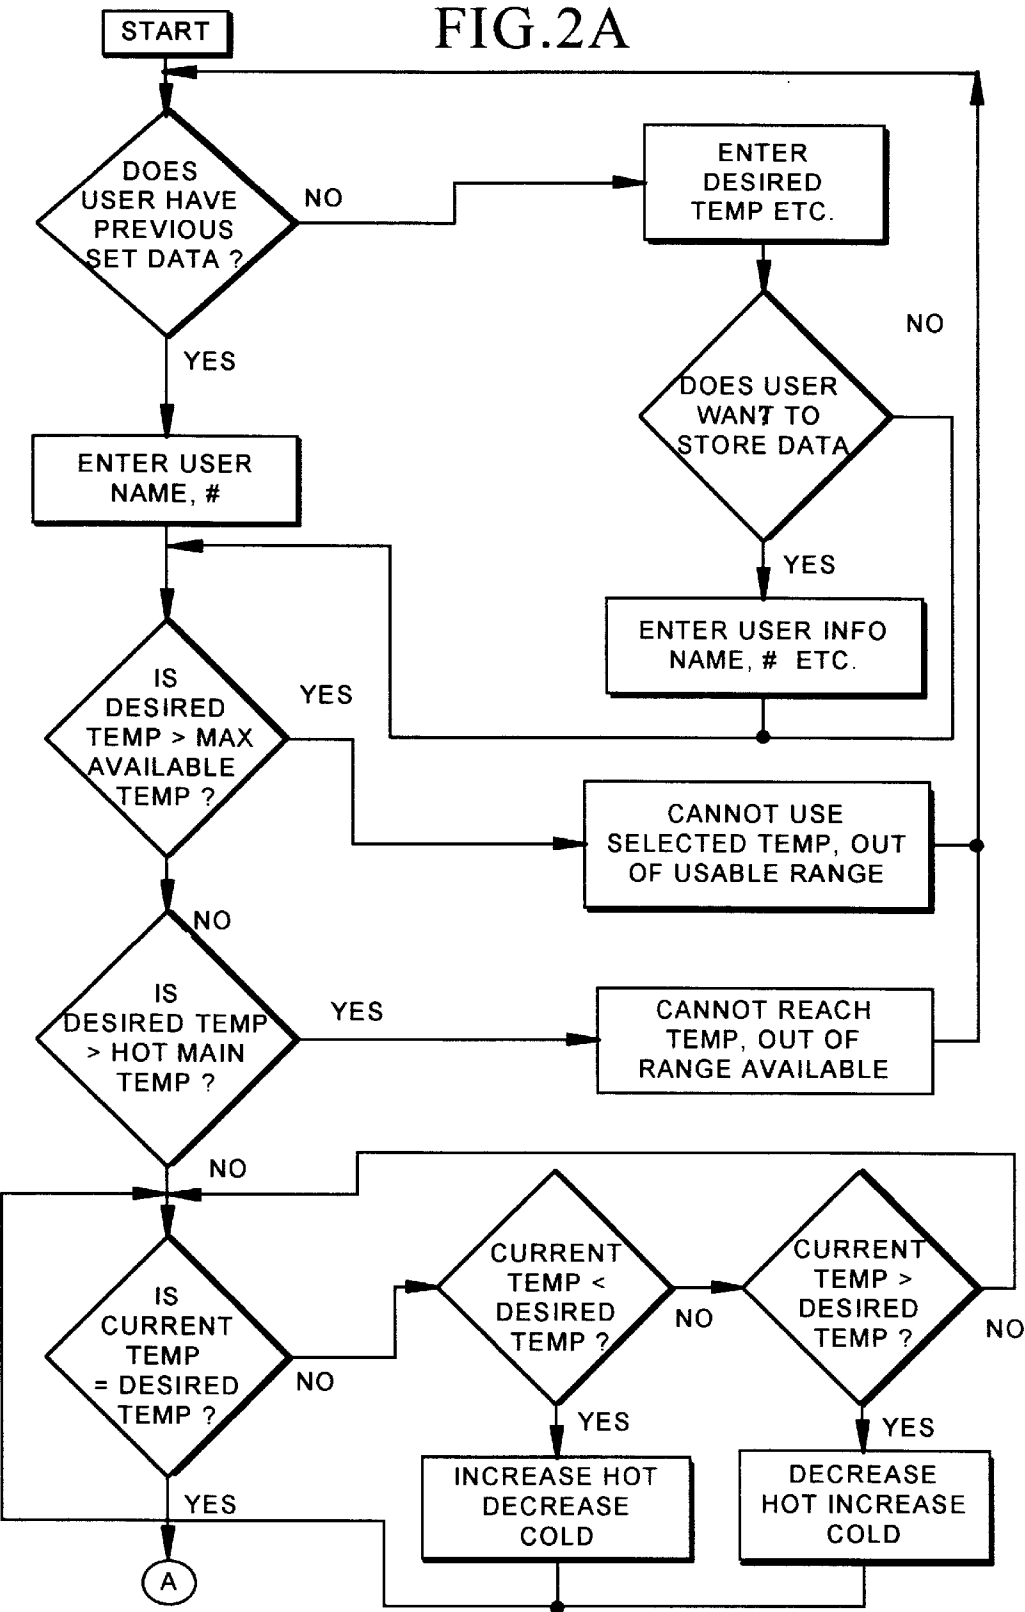 FIG.2A
START
DOES
USER HAVE
PREVIOUS
SET DATA ?
NO
YES
ENTER
DESIRED
TEMP ETC.
DOES USER
WANT TO
STORE DATA
NO
YES
ENTER USER
NAME, #
ENTER USER INFO
NAME, # ETC.
IS
DESIRED
TEMP > MAX
AVAILABLE
TEMP ?
YES
NO
CANNOT USE
SELECTED TEMP, OUT
OF USABLE RANGE
IS
DESIRED TEMP
> HOT MAIN
TEMP ?
YES
NO
CANNOT REACH
TEMP, OUT OF
RANGE AVAILABLE
IS
CURRENT
TEMP
= DESIRED
TEMP ?
NO
YES
CURRENT
TEMP <
DESIRED
TEMP ?
NO
YES
CURRENT
TEMP >
DESIRED
TEMP ?
NO
YES
INCREASE HOT
DECREASE
COLD
DECREASE
HOT INCREASE
COLD
A